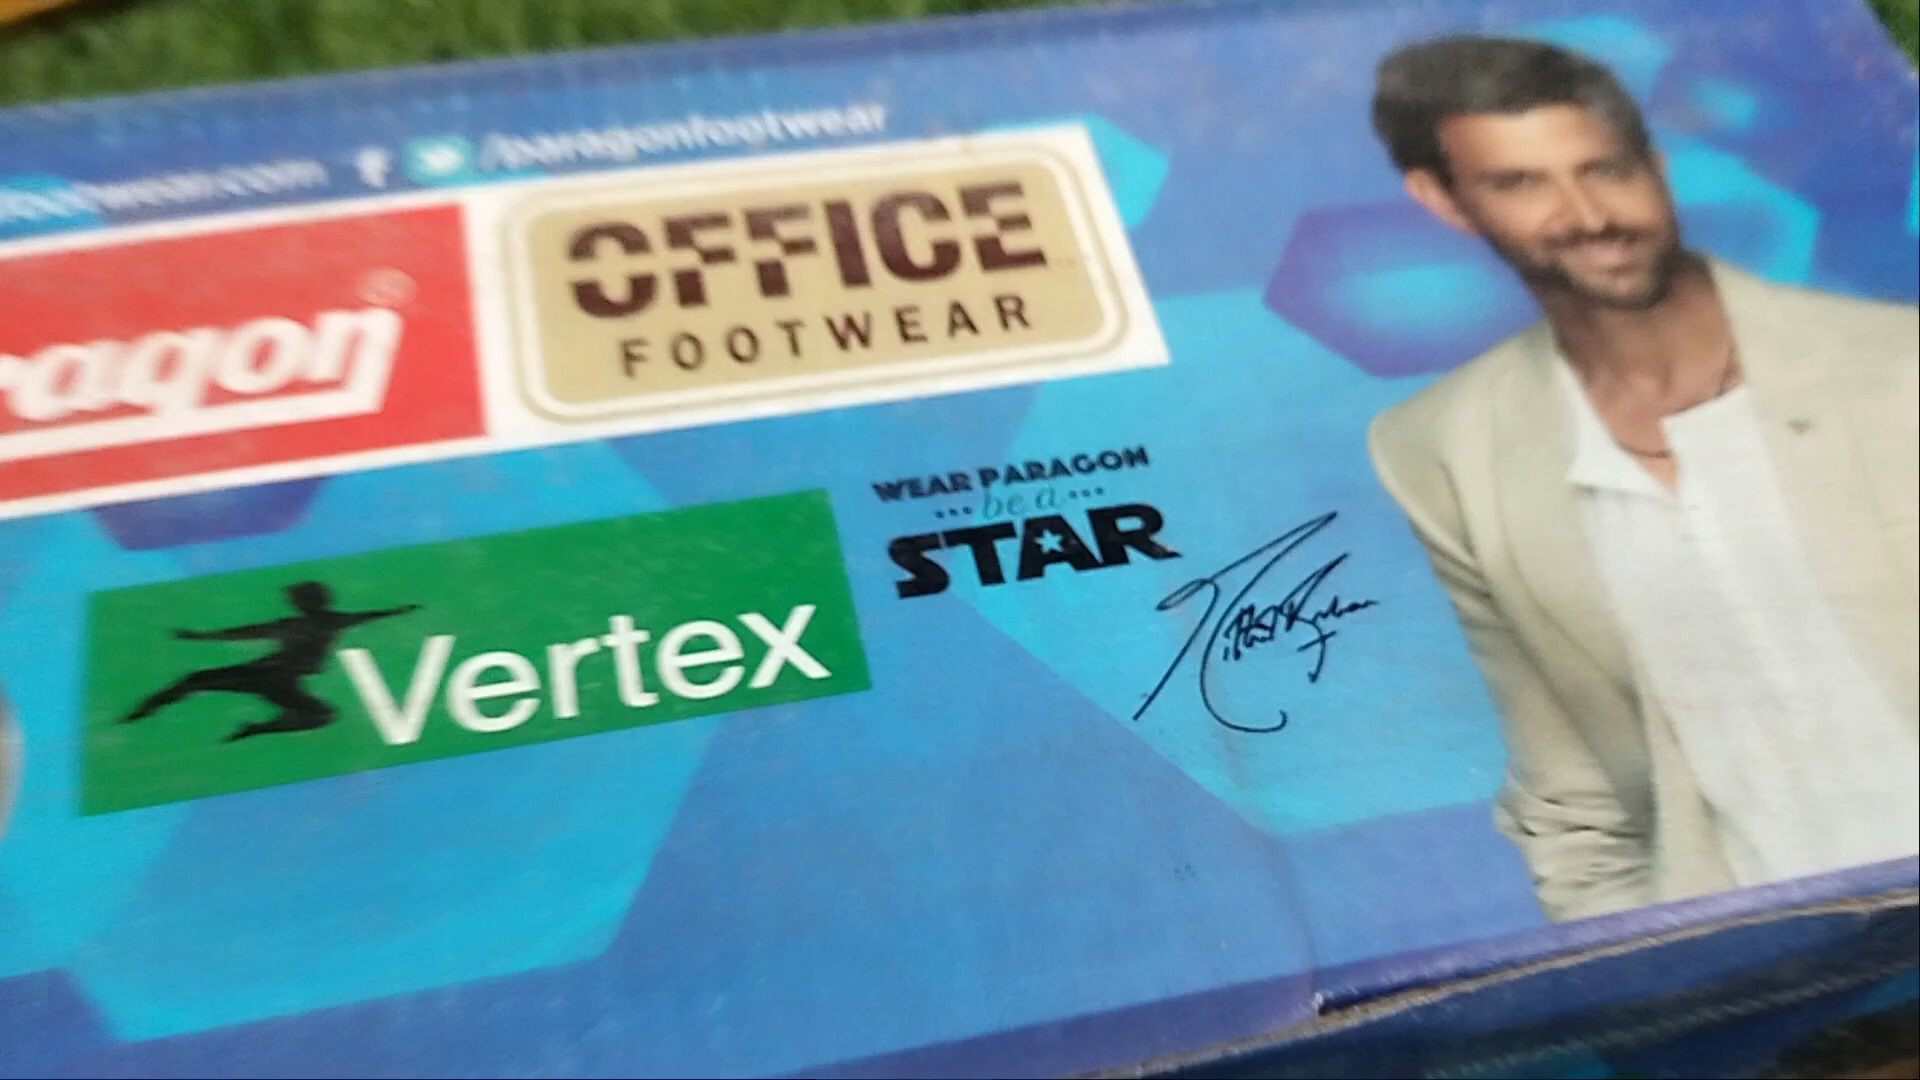 /paragonfootwear
ragon
OFFICE
FOOTWEAR
WEAR PARAGON
...be a...
STAR
Vertex